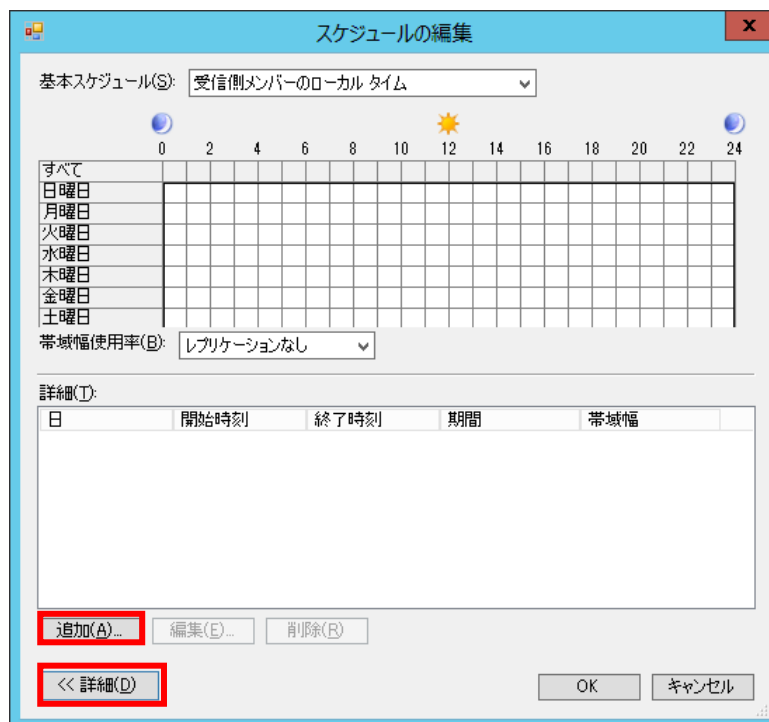 スケジュールの編集
x
基本スケジュール(S): 受信側メンバーのローカル タイム
0 2 4 6 8 10 12 14 16 18 20 22 24
すべて
日曜日
月曜日
火曜日
水曜日
木曜日
金曜日
土曜日
帯域幅使用率(B): レプリケーションなし
詳細(T):
日 開始時刻 終了時刻 期間 帯域幅
追加(A)... 編集(E)... 削除(R)
<< 詳細(D) OK キャンセル